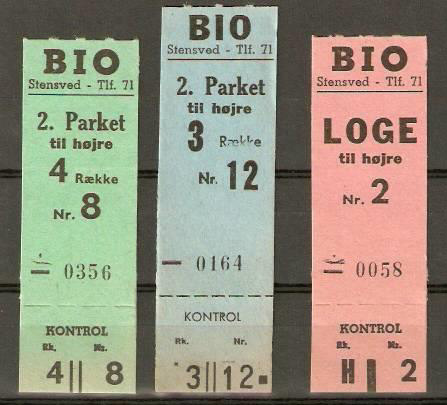 BIO
Stensved - Tlf. 71
2. Parket
til højre
4 Række
Nr. 8
0356
KONTROL
Rk. Nr.
4 || 8
BIO
Stensved - Tlf. 71
2. Parket
til højre
3 Række
Nr. 12
0164
KONTROL
Rk. Nr.
3 || 12
BIO
Stensved - Tlf. 71
LOGE
til højre
Nr. 2
0058
KONTROL
Rk. Nr.
H | 2